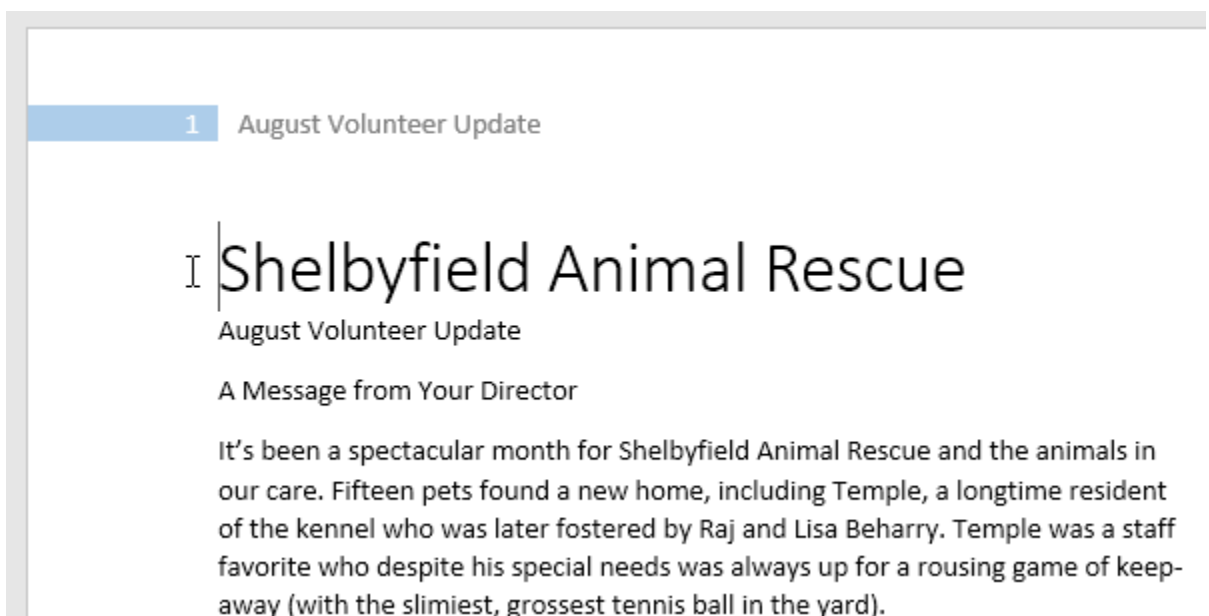 1 August Volunteer Update
Shelbyfield Animal Rescue
August Volunteer Update
A Message from Your Director
It’s been a spectacular month for Shelbyfield Animal Rescue and the animals in
our care. Fifteen pets found a new home, including Temple, a longtime resident
of the kennel who was later fostered by Raj and Lisa Beharry. Temple was a staff
favorite who despite his special needs was always up for a rousing game of keep-
away (with the slimiest, grossest tennis ball in the yard).